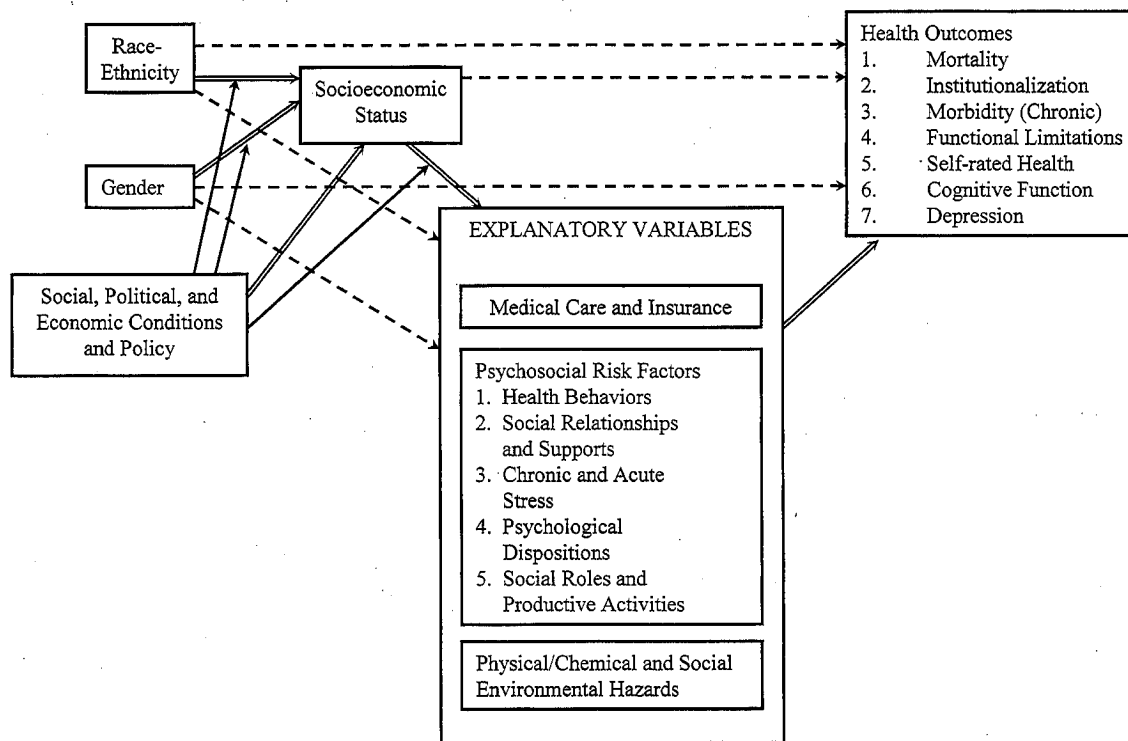 Race-
Ethnicity
Socioeconomic
Status
Gender
Social, Political, and
Economic Conditions
and Policy
Health Outcomes
1. Mortality
2. Institutionalization
3. Morbidity (Chronic)
4. Functional Limitations
5. Self-rated Health
6. Cognitive Function
7. Depression
EXPLANATORY VARIABLES
Medical Care and Insurance
Psychosocial Risk Factors
1. Health Behaviors
2. Social Relationships
and Supports
3. Chronic and Acute
Stress
4. Psychological
Dispositions
5. Social Roles and
Productive Activities
Physical/Chemical and Social
Environmental Hazards